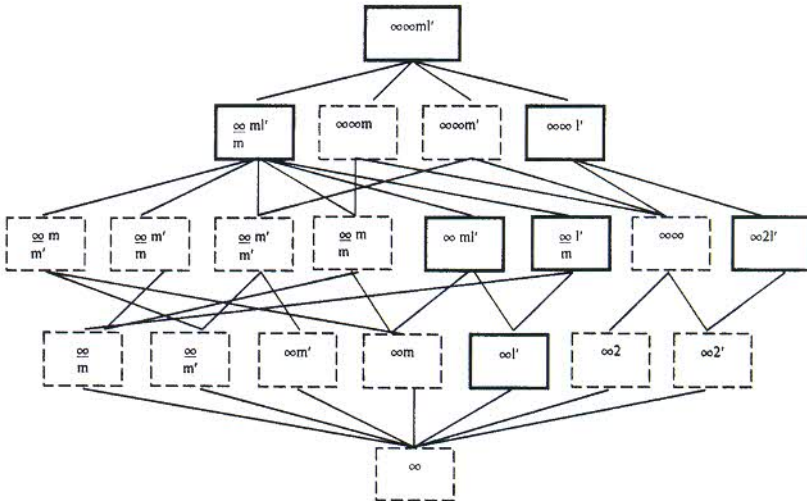 ∞∞ml′
∞ ml′
m
∞∞m
∞∞m′
∞∞ l′
∞ m
m′
∞ m′
m
∞ m′
m′
∞ m
m
∞ ml′
∞ l′
m
∞∞
∞2l′
∞
m
∞
m′
∞m′
∞m
∞l′
∞2
∞2′
∞